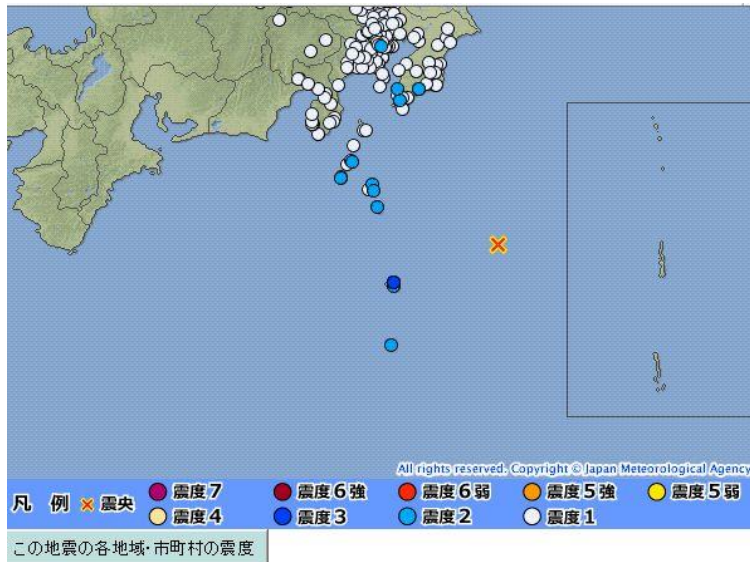 All rights reserved. Copyright © Japan Meteorological Agency
凡 例 震央 震度7 震度6強 震度6弱 震度5強 震度5弱
震度4 震度3 震度2 震度1
この地震の各地域・市町村の震度